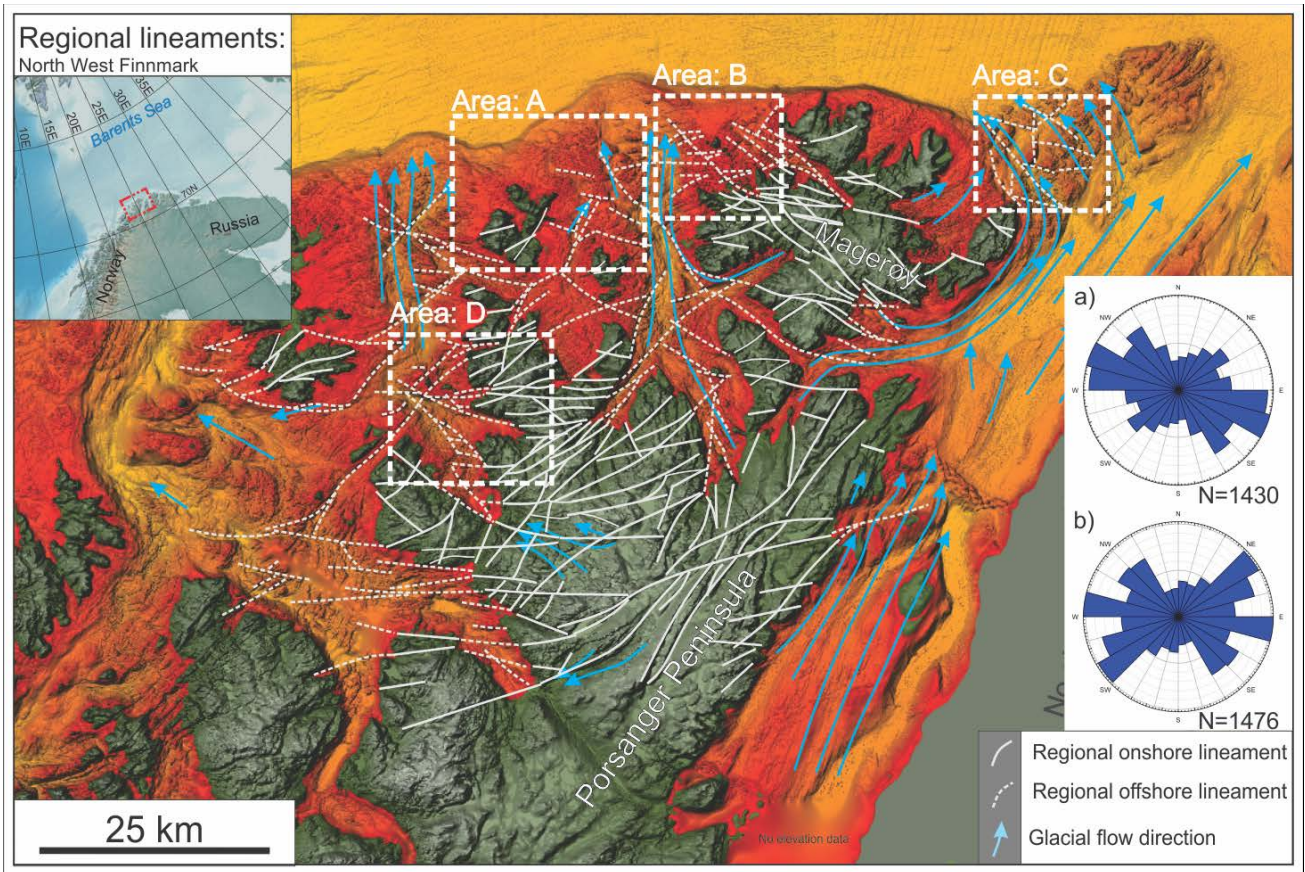 Regional lineaments:
North West Finnmark
10E
15E
20E
25E
30E
35E
Barents Sea
70N
Russia
Norway
Area: A
Area: B
Area: C
Area: D
Magerøy
Porsanger Peninsula
No elevation data
25 km
a)
N
NE
E
SE
S
SW
W
NW
N=1430
b)
N
NE
E
SE
S
SW
W
NW
N=1476
Regional onshore lineament
Regional offshore lineament
Glacial flow direction